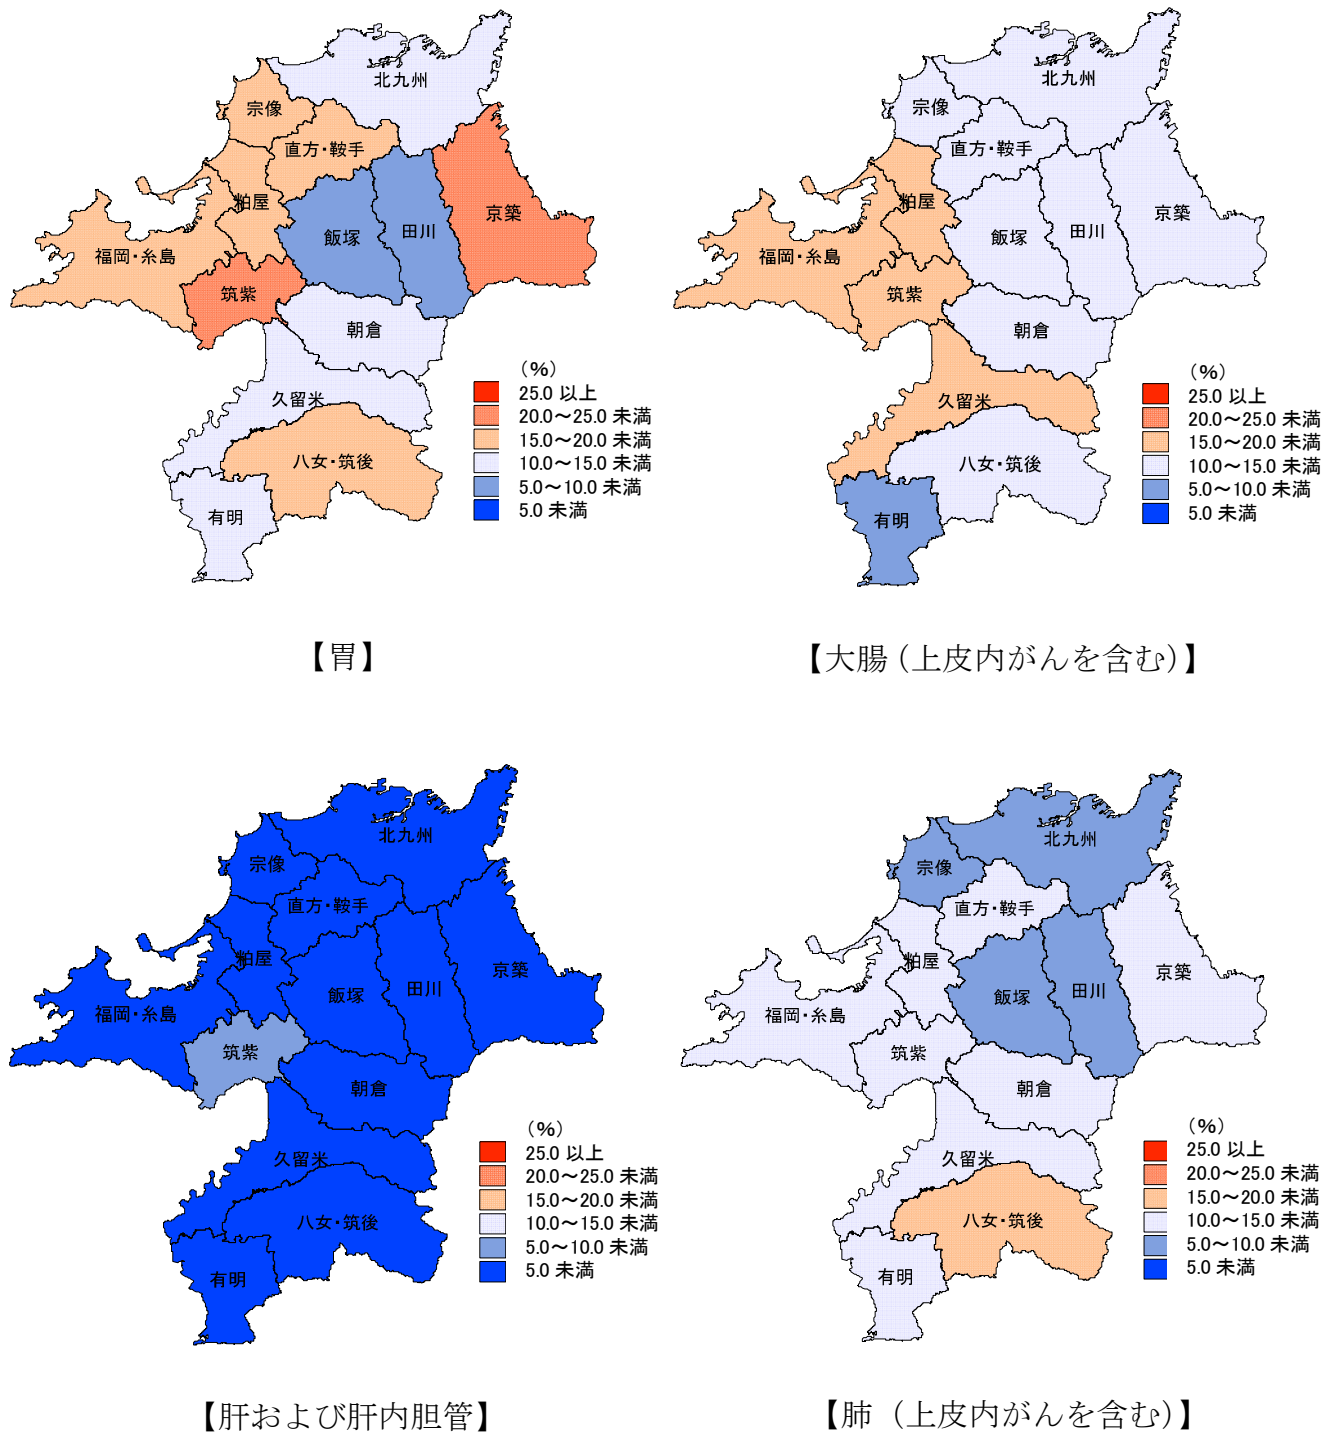 北九州
宗像
直方・鞍手
粕屋
京築
田川
飯塚
福岡・糸島
筑紫
朝倉
久留米
八女・筑後
有明
(%)
25.0 以上
20.0～25.0 未満
15.0～20.0 未満
10.0～15.0 未満
5.0～10.0 未満
5.0 未満
【胃】
北九州
宗像
直方・鞍手
粕屋
京築
田川
飯塚
福岡・糸島
筑紫
朝倉
久留米
八女・筑後
有明
(%)
25.0 以上
20.0～25.0 未満
15.0～20.0 未満
10.0～15.0 未満
5.0～10.0 未満
5.0 未満
【大腸（上皮内がんを含む）】
北九州
宗像
直方・鞍手
粕屋
京築
田川
飯塚
福岡・糸島
筑紫
朝倉
久留米
八女・筑後
有明
(%)
25.0 以上
20.0～25.0 未満
15.0～20.0 未満
10.0～15.0 未満
5.0～10.0 未満
5.0 未満
【肝および肝内胆管】
北九州
宗像
直方・鞍手
粕屋
京築
田川
飯塚
福岡・糸島
筑紫
朝倉
久留米
八女・筑後
有明
(%)
25.0 以上
20.0～25.0 未満
15.0～20.0 未満
10.0～15.0 未満
5.0～10.0 未満
5.0 未満
【肺（上皮内がんを含む）】